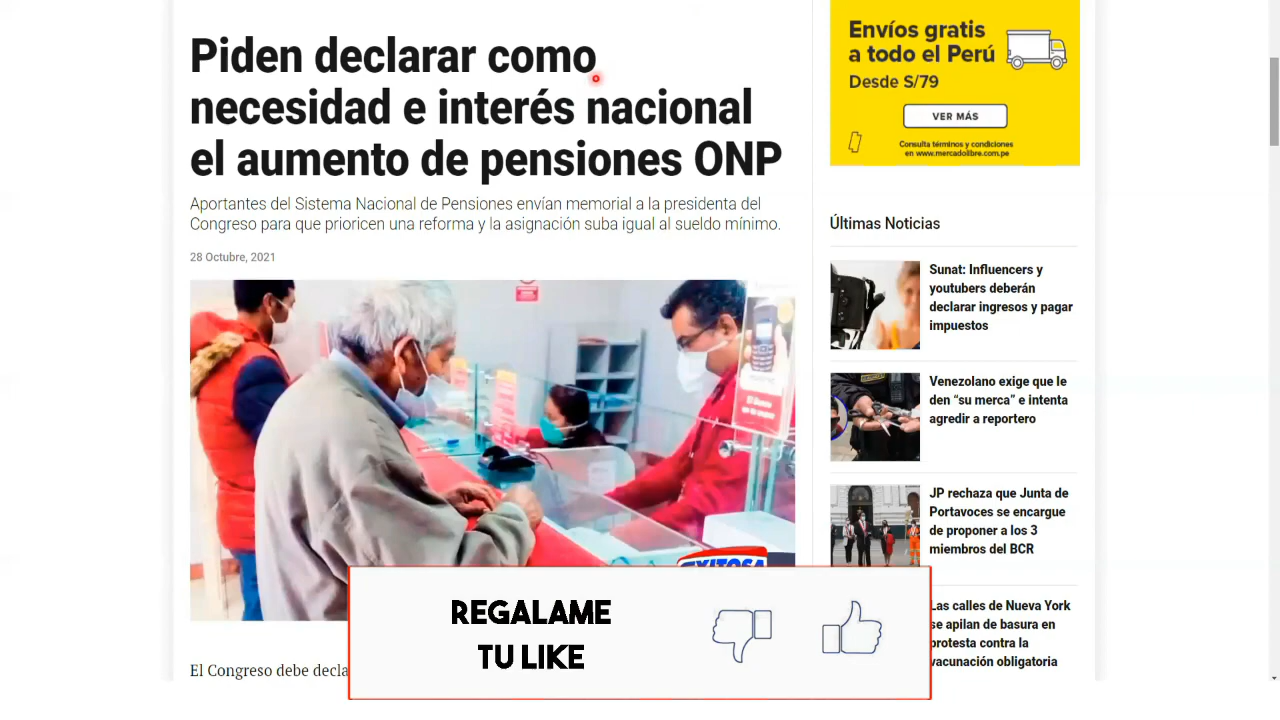 Piden declarar como
necesidad e interés nacional
el aumento de pensiones ONP
Aportantes del Sistema Nacional de Pensiones envían memorial a la presidenta del
Congreso para que prioricen una reforma y la asignación suba igual al sueldo mínimo.
28 Octubre, 2021
EXITOSA
El Congreso debe decla
REGALAME
TU LIKE
Envíos gratis
a todo el Perú
Desde S/79
VER MÁS
Consulta términos y condiciones
en www.mercadolibre.com.pe
Últimas Noticias
Sunat: Influencers y
youtubers deberán
declarar ingresos y pagar
impuestos
Venezolano exige que le
den “su merca” e intenta
agredir a reportero
JP rechaza que Junta de
Portavoces se encargue
de proponer a los 3
miembros del BCR
Las calles de Nueva York
se apilan de basura en
protesta contra la
vacunación obligatoria